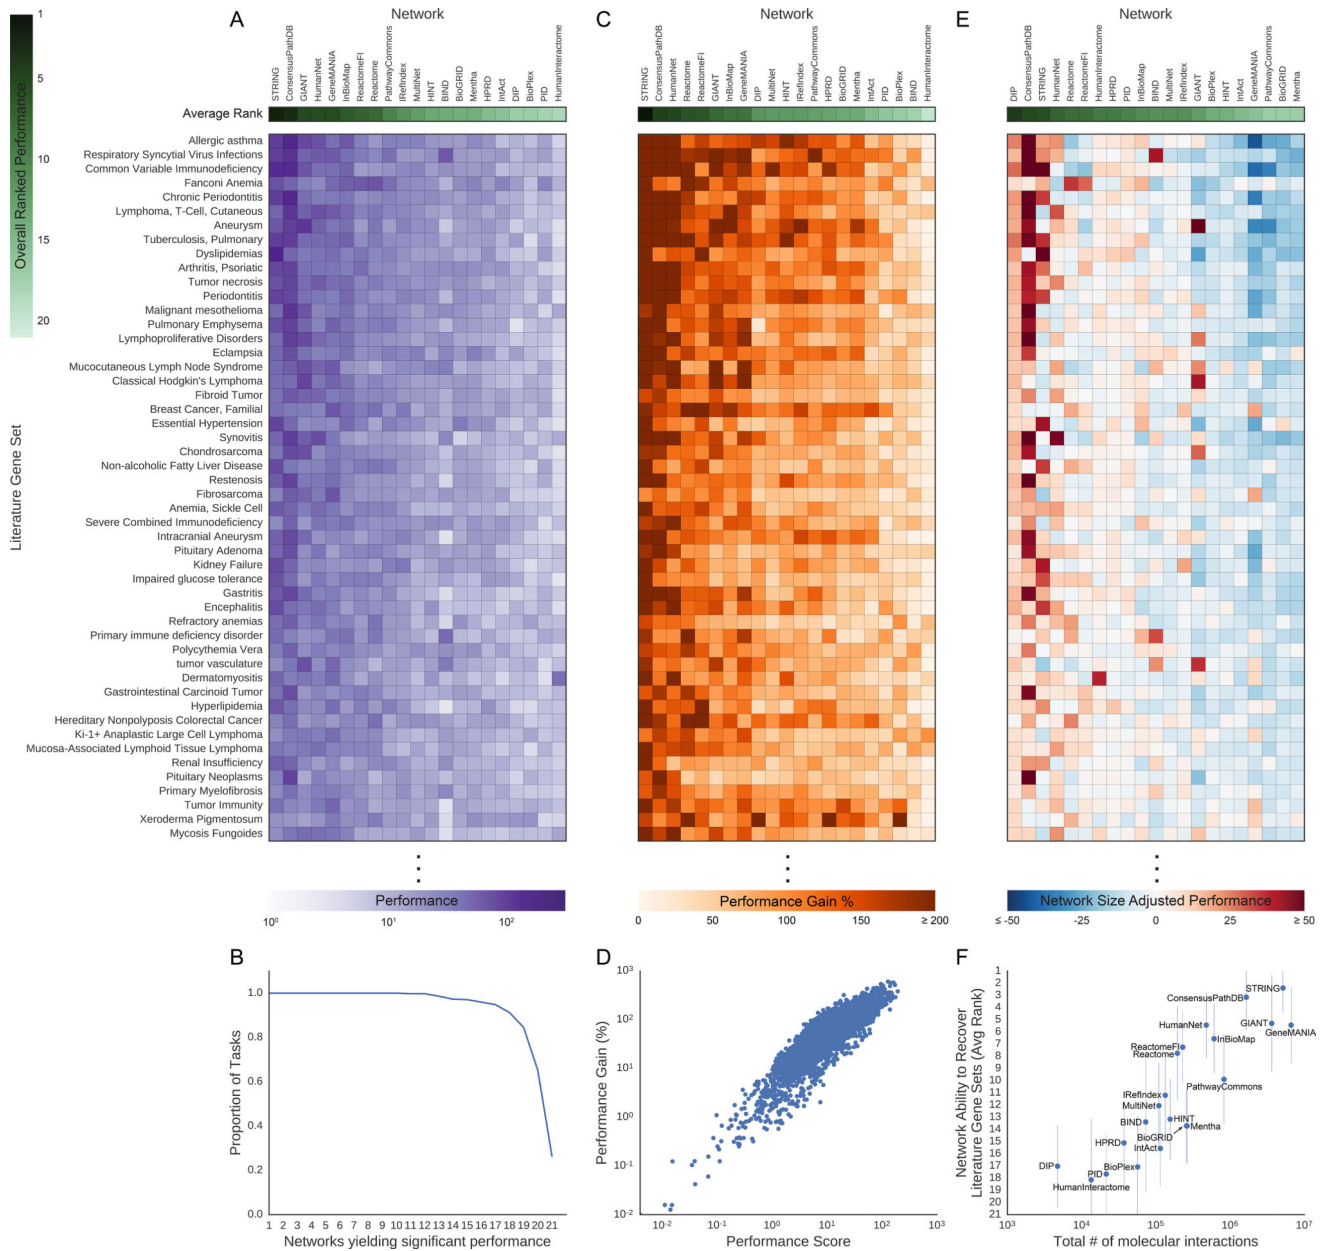 A
Network
STRING
ConsensusPathDB
GIANT
HumanNet
GeneMANIA
InBioMap
ReactomeFI
Reactome
PathwayCommons
IRefIndex
MultiNet
HINT
BIND
BioGRID
Mentha
HPRD
IntAct
DIP
BioPlex
PID
HumanInteractome
C
Network
STRING
ConsensusPathDB
HumanNet
Reactome
ReactomeFI
GIANT
InBioMap
GeneMANIA
DIP
MultiNet
HINT
IRefIndex
PathwayCommons
HPRD
BioGRID
Mentha
IntAct
PID
BioPlex
BIND
HumanInteractome
E
Network
DIP
ConsensusPathDB
STRING
HumanNet
Reactome
ReactomeFI
HumanInteractome
HPRD
PID
InBioMap
BIND
MultiNet
IRefIndex
GIANT
BioPlex
HINT
IntAct
GeneMANIA
PathwayCommons
BioGRID
Mentha
1
5
10
15
20
Overall Ranked Performance
Average Rank
Literature Gene Set
Allergic asthma
Respiratory Syncytial Virus Infections
Common Variable Immunodeficiency
Fanconi Anemia
Chronic Periodontitis
Lymphoma, T-Cell, Cutaneous
Aneurysm
Tuberculosis, Pulmonary
Dyslipidemias
Arthritis, Psoriatic
Tumor necrosis
Periodontitis
Malignant mesothelioma
Pulmonary Emphysema
Lymphoproliferative Disorders
Eclampsia
Mucocutaneous Lymph Node Syndrome
Classical Hodgkin's Lymphoma
Fibroid Tumor
Breast Cancer, Familial
Essential Hypertension
Synovitis
Chondrosarcoma
Non-alcoholic Fatty Liver Disease
Restenosis
Fibrosarcoma
Anemia, Sickle Cell
Severe Combined Immunodeficiency
Intracranial Aneurysm
Pituitary Adenoma
Kidney Failure
Impaired glucose tolerance
Gastritis
Encephalitis
Refractory anemias
Primary immune deficiency disorder
Polycythemia Vera
tumor vasculature
Dermatomyositis
Gastrointestinal Carcinoid Tumor
Hyperlipidemia
Hereditary Nonpolyposis Colorectal Cancer
Ki-1+ Anaplastic Large Cell Lymphoma
Mucosa-Associated Lymphoid Tissue Lymphoma
Renal Insufficiency
Pituitary Neoplasms
Primary Myelofibrosis
Tumor Immunity
Xeroderma Pigmentosum
Mycosis Fungoides
Performance
10⁰ 10¹ 10²
Performance Gain %
0 50 100 150 ≥ 200
Network Size Adjusted Performance
≤ -50 -25 0 25 ≥ 50
B
Proportion of Tasks
1.0
0.8
0.6
0.4
0.2
0.0
1 2 3 4 5 6 7 8 9 10 11 12 13 14 15 16 17 18 19 20 21
Networks yielding significant performance
D
Performance Gain (%)
10³
10²
10¹
10⁰
10⁻¹
10⁻²
10⁻² 10⁻¹ 10⁰ 10¹ 10² 10³
Performance Score
F
Network Ability to Recover
Literature Gene Sets (Avg Rank)
1
2
3
4
5
6
7
8
9
10
11
12
13
14
15
16
17
18
19
20
21
STRING
ConsensusPathDB
HumanNet
GIANT
GeneMANIA
InBioMap
ReactomeFI
Reactome
PathwayCommons
IRefIndex
MultiNet
BIND
HINT
Mentha
BioGRID
HPRD
IntAct
DIP
BioPlex
PID
HumanInteractome
10³ 10⁴ 10⁵ 10⁶ 10⁷
Total # of molecular interactions